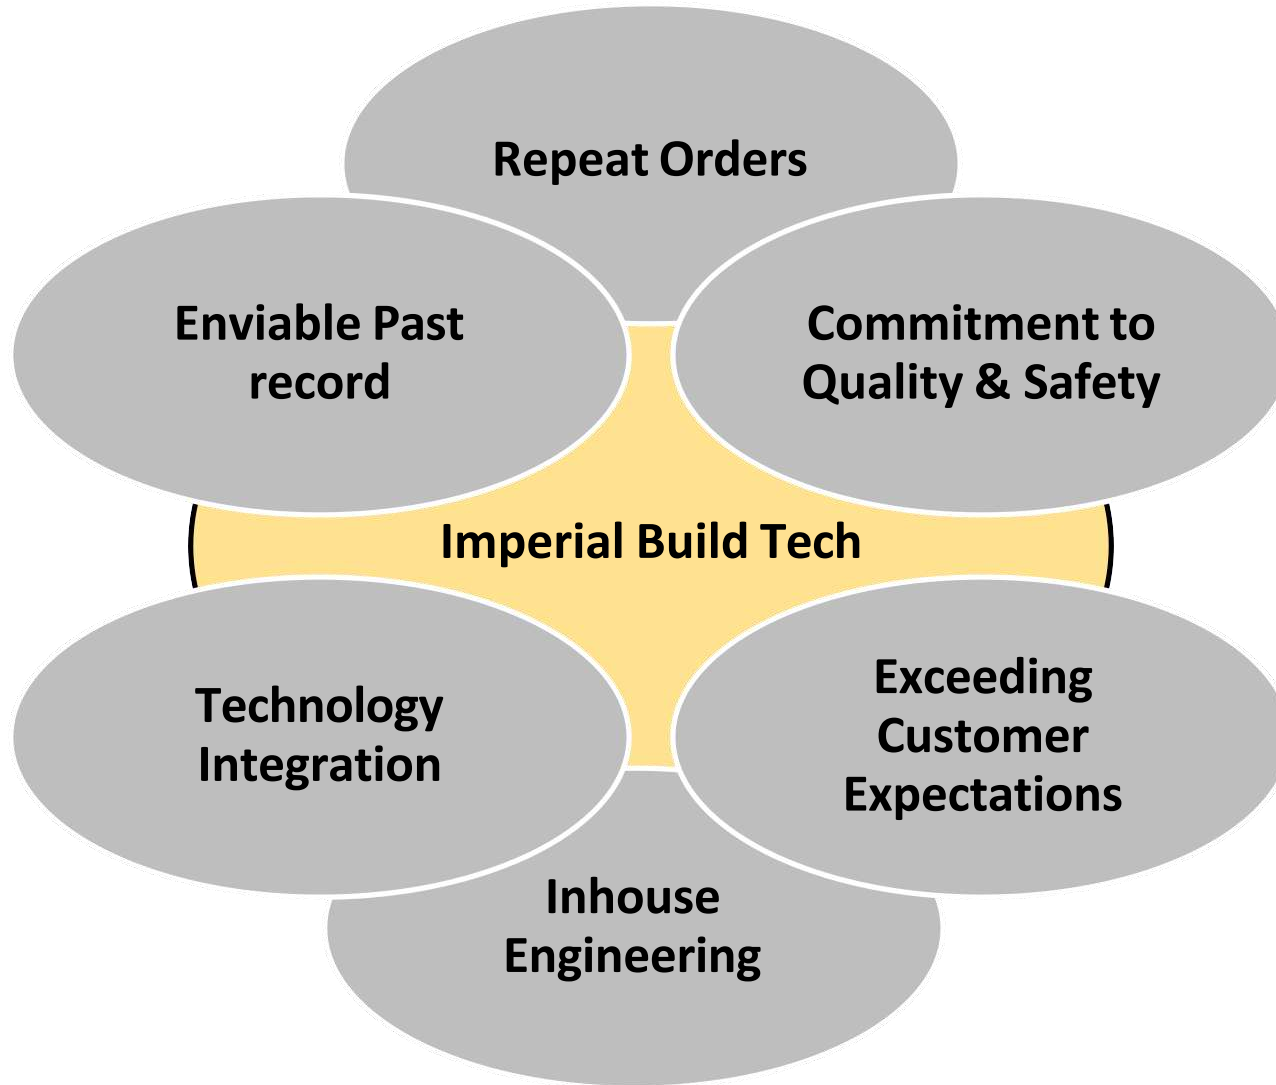 Repeat Orders
Enviable Past
record
Commitment to
Quality & Safety
Imperial Build Tech
Technology
Integration
Exceeding
Customer
Expectations
Inhouse
Engineering